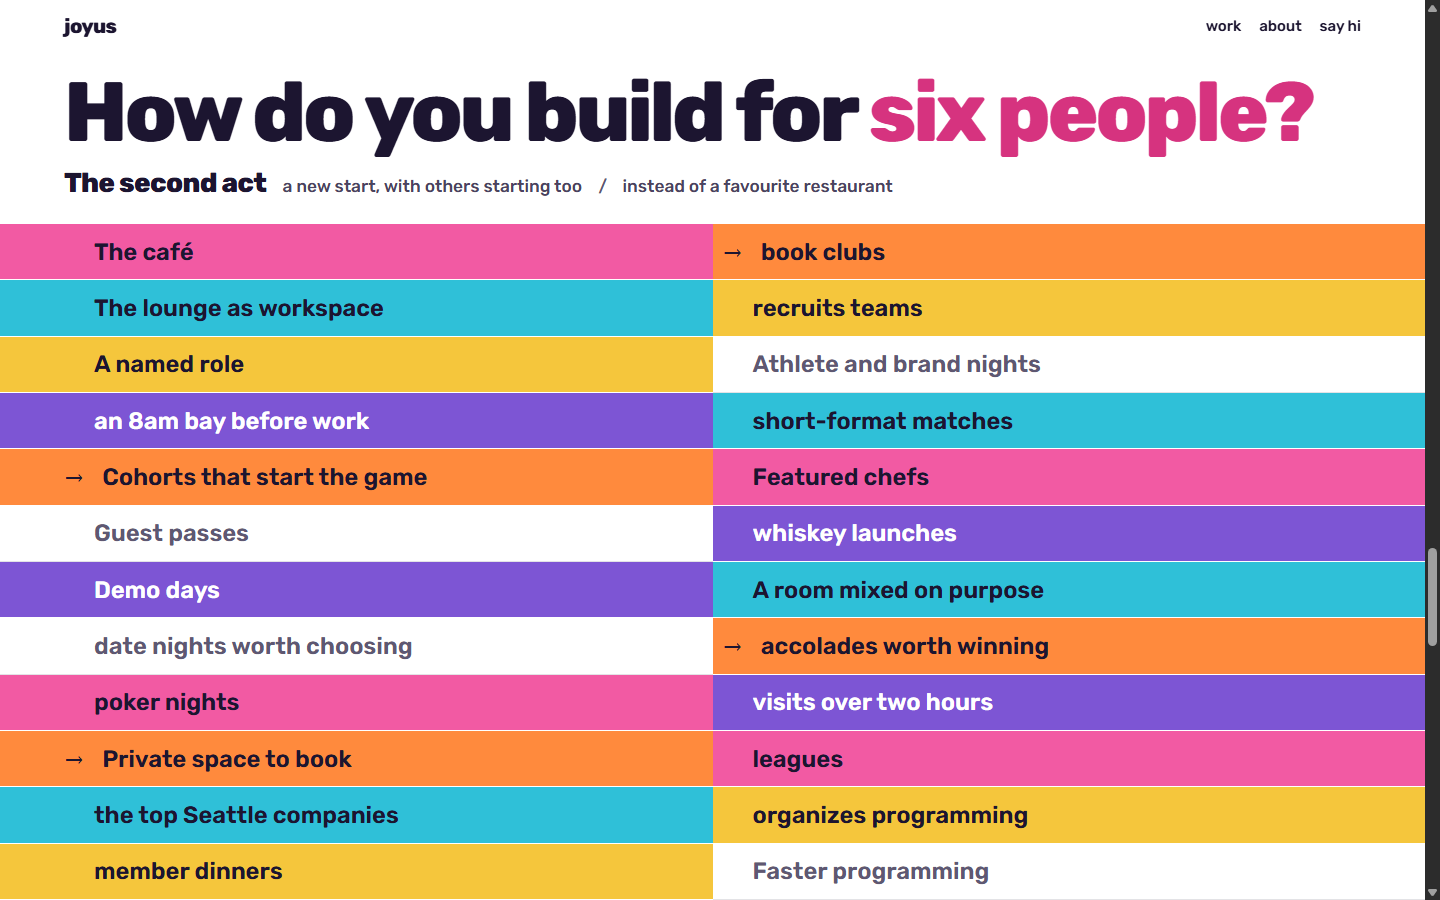 joyus
work about say hi
How do you build for six people?
The second act a new start, with others starting too / instead of a favourite restaurant
The café
→ book clubs
The lounge as workspace
recruits teams
A named role
Athlete and brand nights
an 8am bay before work
short-format matches
→ Cohorts that start the game
Featured chefs
Guest passes
whiskey launches
Demo days
A room mixed on purpose
date nights worth choosing
→ accolades worth winning
poker nights
visits over two hours
→ Private space to book
leagues
the top Seattle companies
organizes programming
member dinners
Faster programming